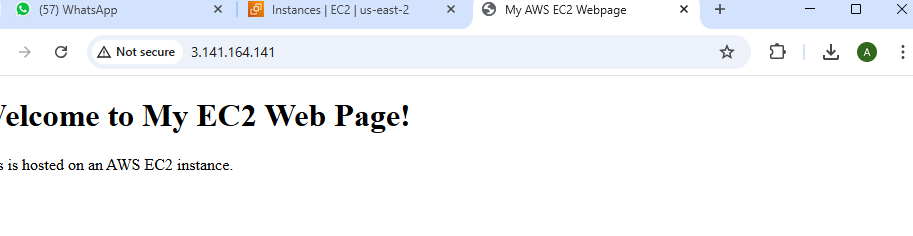 (57) WhatsApp
Instances | EC2 | us-east-2
My AWS EC2 Webpage
Not secure
3.141.164.141
A
Welcome to My EC2 Web Page!
s is hosted on an AWS EC2 instance.